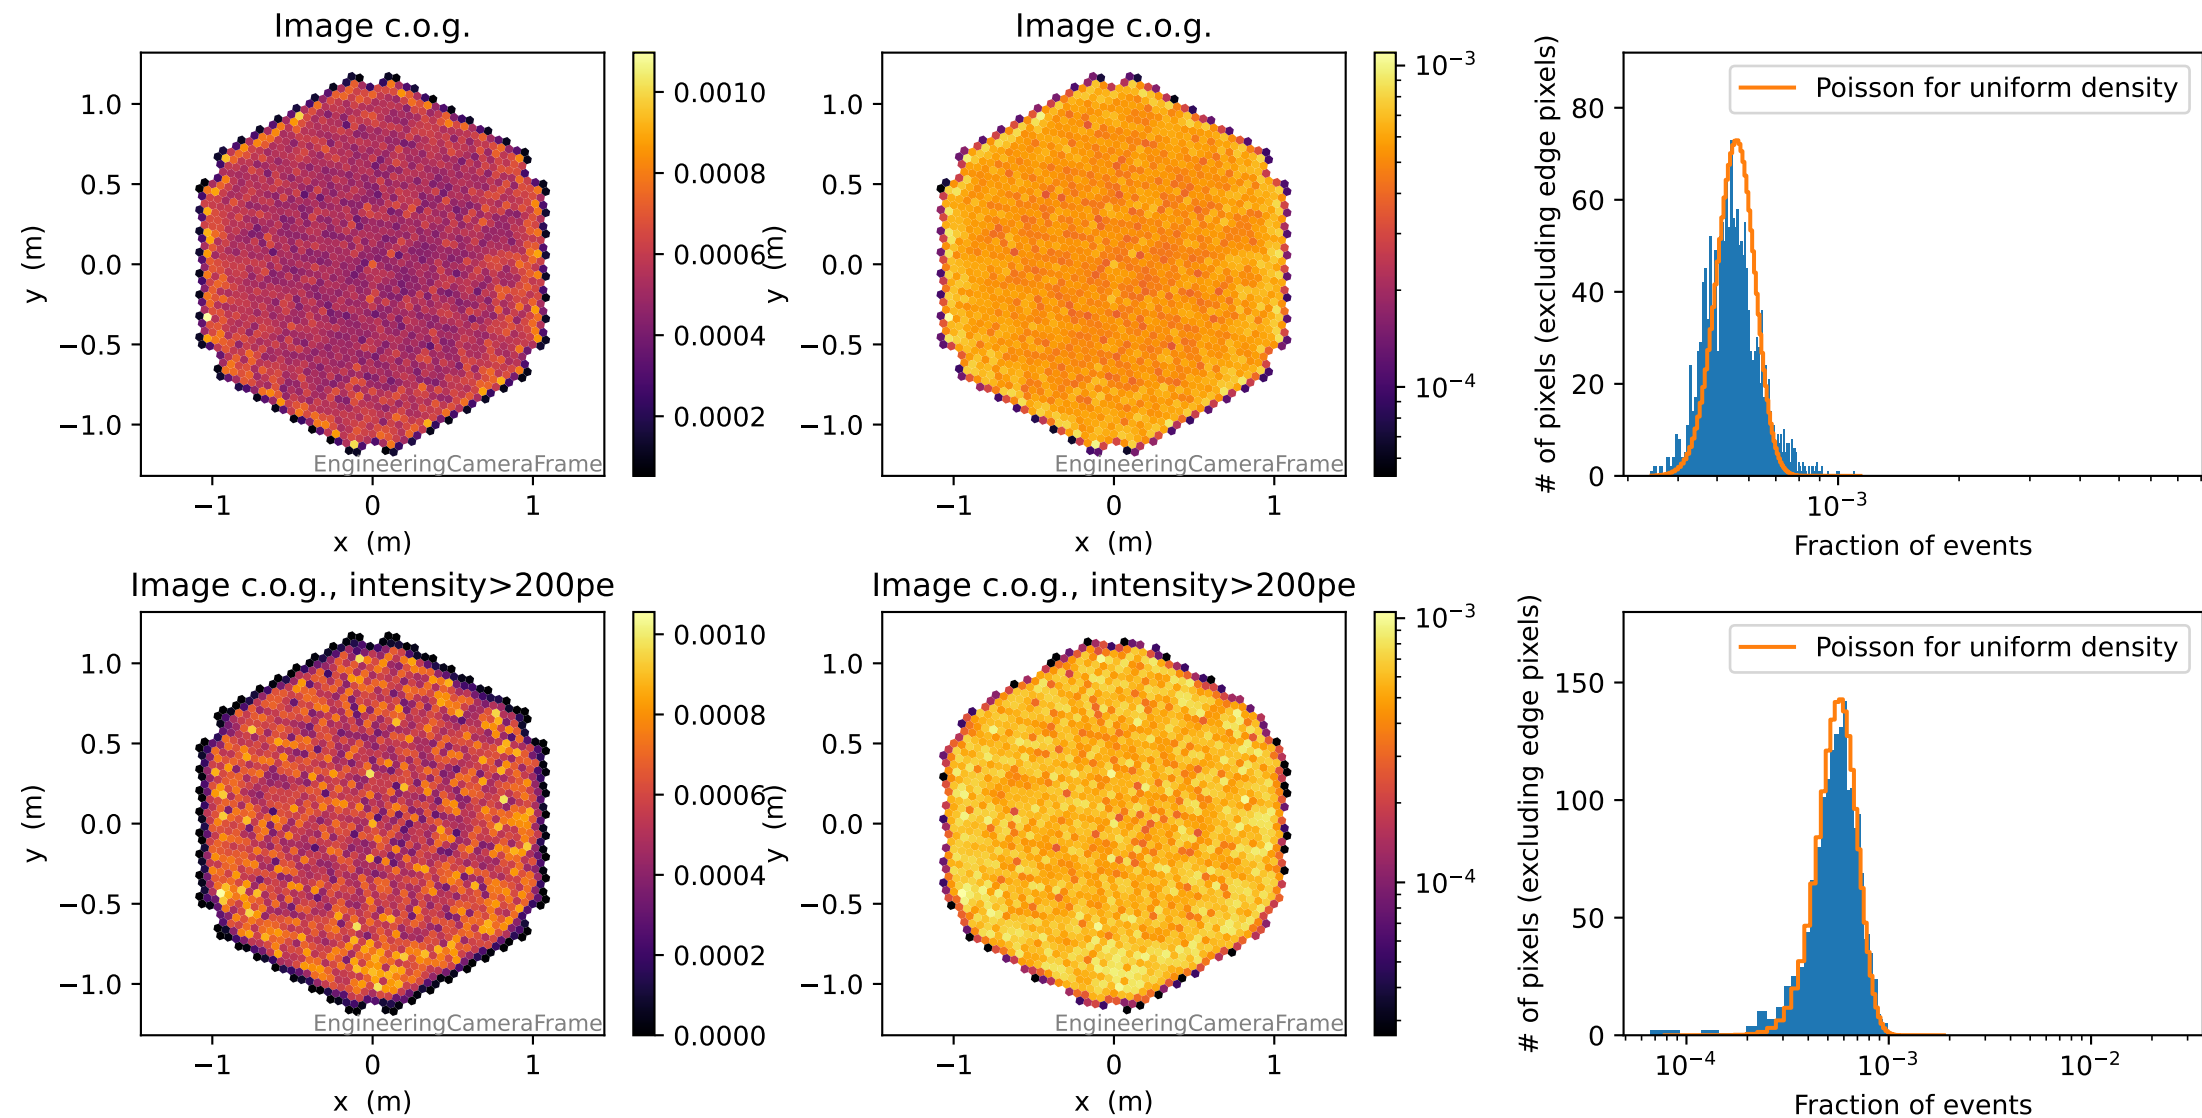 Image c.o.g.
1.0
0.5
0.0
−0.5
−1.0
y (m)
−1
0
1
x (m)
EngineeringCameraFrame
0.0010
0.0008
0.0006
0.0004
0.0002
Image c.o.g.
1.0
0.5
0.0
−0.5
−1.0
y (m)
−1
0
1
x (m)
EngineeringCameraFrame
10⁻³
10⁻⁴
Poisson for uniform density
80
60
40
20
0
# of pixels (excluding edge pixels)
10⁻³
Fraction of events
Image c.o.g., intensity>200pe
1.0
0.5
0.0
−0.5
−1.0
y (m)
−1
0
1
x (m)
EngineeringCameraFrame
0.0010
0.0008
0.0006
0.0004
0.0002
0.0000
Image c.o.g., intensity>200pe
1.0
0.5
0.0
−0.5
−1.0
y (m)
−1
0
1
x (m)
EngineeringCameraFrame
10⁻³
10⁻⁴
Poisson for uniform density
150
100
50
0
# of pixels (excluding edge pixels)
10⁻⁴
10⁻³
10⁻²
Fraction of events